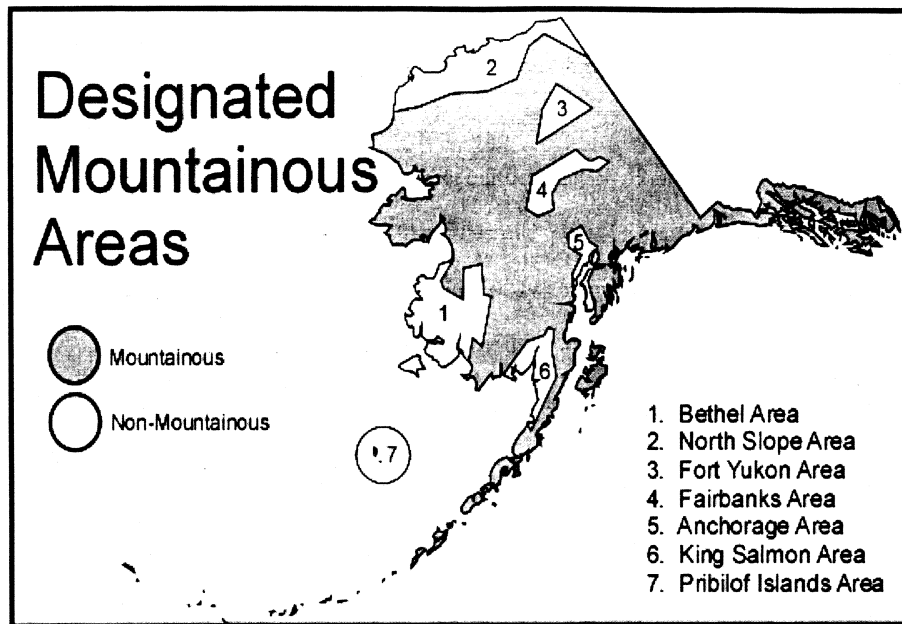 Designated
Mountainous
Areas
2
3
4
5
1
6
7
Mountainous
Non-Mountainous
1. Bethel Area
2. North Slope Area
3. Fort Yukon Area
4. Fairbanks Area
5. Anchorage Area
6. King Salmon Area
7. Pribilof Islands Area